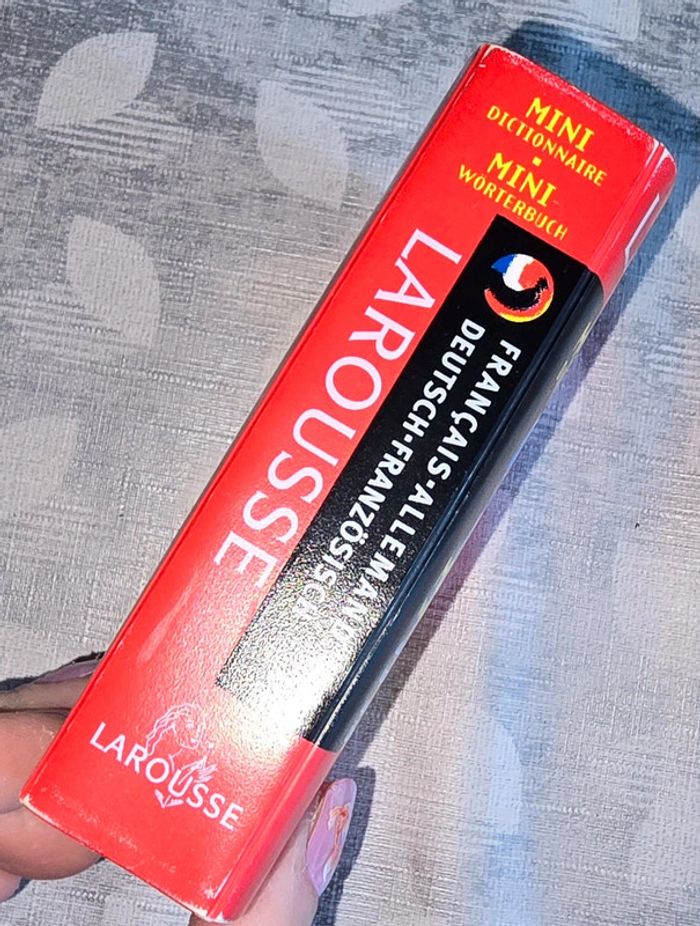 MINI
DICTIONNAIRE
MINI-
WÖRTERBUCH
LAROUSSE
FRANÇAIS-ALLEMAND
DEUTSCH-FRANZÖSISCH
LAROUSSE